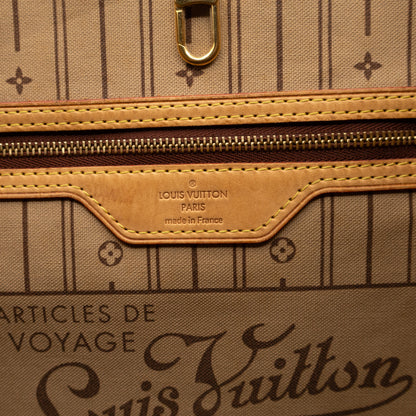 LOUIS VUITTON
PARIS
made in France
ARTICLES DE
VOYAGE
Louis Vuitton